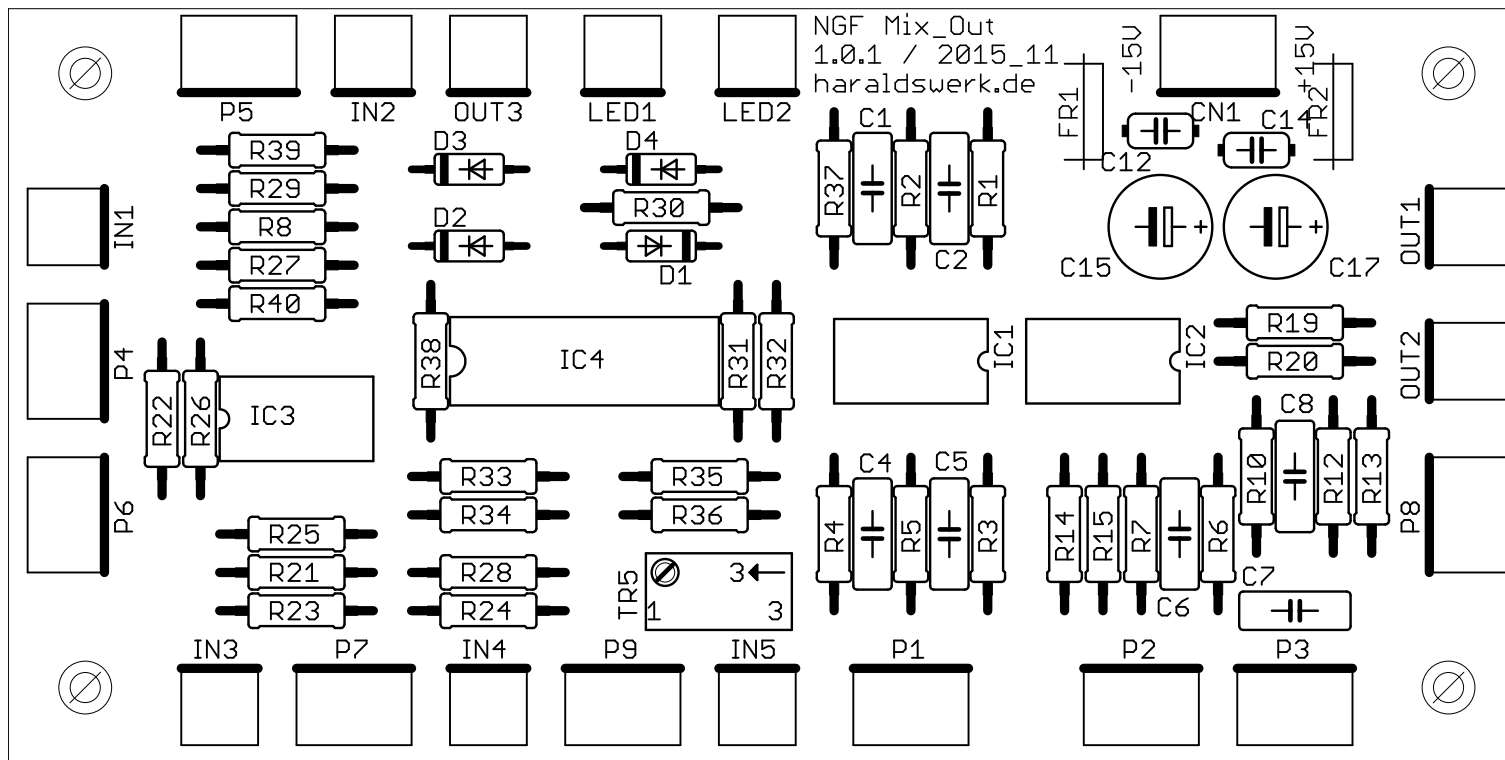 NGF Mix_Out
1.0.1 / 2015_11
haraldswerk.de
-15V
+15V
FR1
FR2
P5
IN2
OUT3
LED1
LED2
C1
CN1
C14
C12
D3
D4
R39
R29
R8
R27
R40
R30
D2
D1
R37
R2
R1
C2
C15
C17
IN1
OUT1
P4
R38
IC4
R31
R32
IC1
IC2
R19
R20
OUT2
R22
R26
IC3
C8
P6
R33
R34
R35
R36
C4
C5
R4
R5
R3
R14
R15
R7
R6
R10
R12
R13
P8
R25
R21
R23
R28
R24
TR5
3
1
3
C6
C7
IN3
P7
IN4
P9
IN5
P1
P2
P3